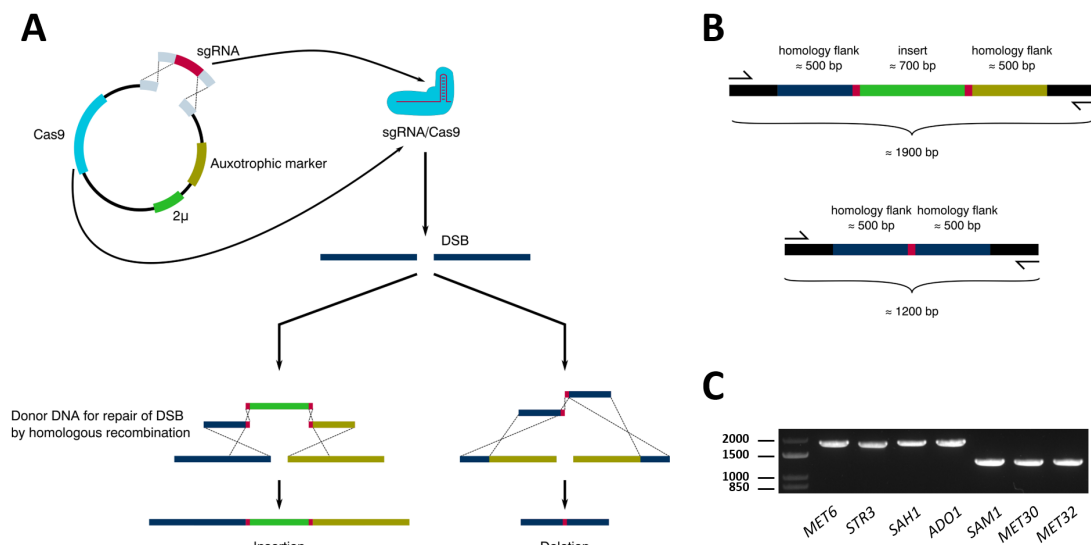 A
sgRNA
Cas9
sgRNA/Cas9
Auxotrophic marker
2µ
DSB
Donor DNA for repair of DSB
by homologous recombination
Insertion
Deletion
B
homology flank
≈ 500 bp
insert
≈ 700 bp
homology flank
≈ 500 bp
≈ 1900 bp
homology flank
≈ 500 bp
homology flank
≈ 500 bp
≈ 1200 bp
C
2000
1500
1000
850
MET6
STR3
SAH1
ADO1
SAM1
MET30
MET32